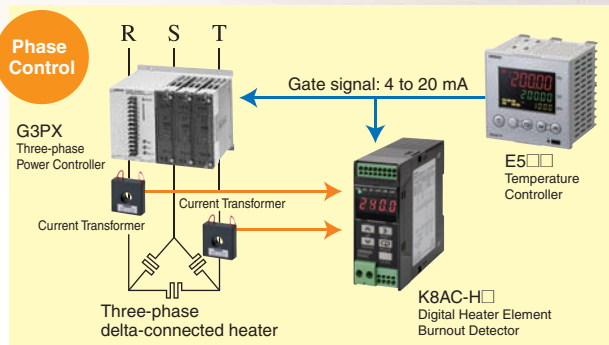 Phase
Control
R S T
Gate signal: 4 to 20 mA
G3PX
Three-phase
Power Controller
E5□□
Temperature
Controller
Current Transformer
Current Transformer
240.0
K8AC-H□
Digital Heater Element
Burnout Detector
Three-phase
delta-connected heater